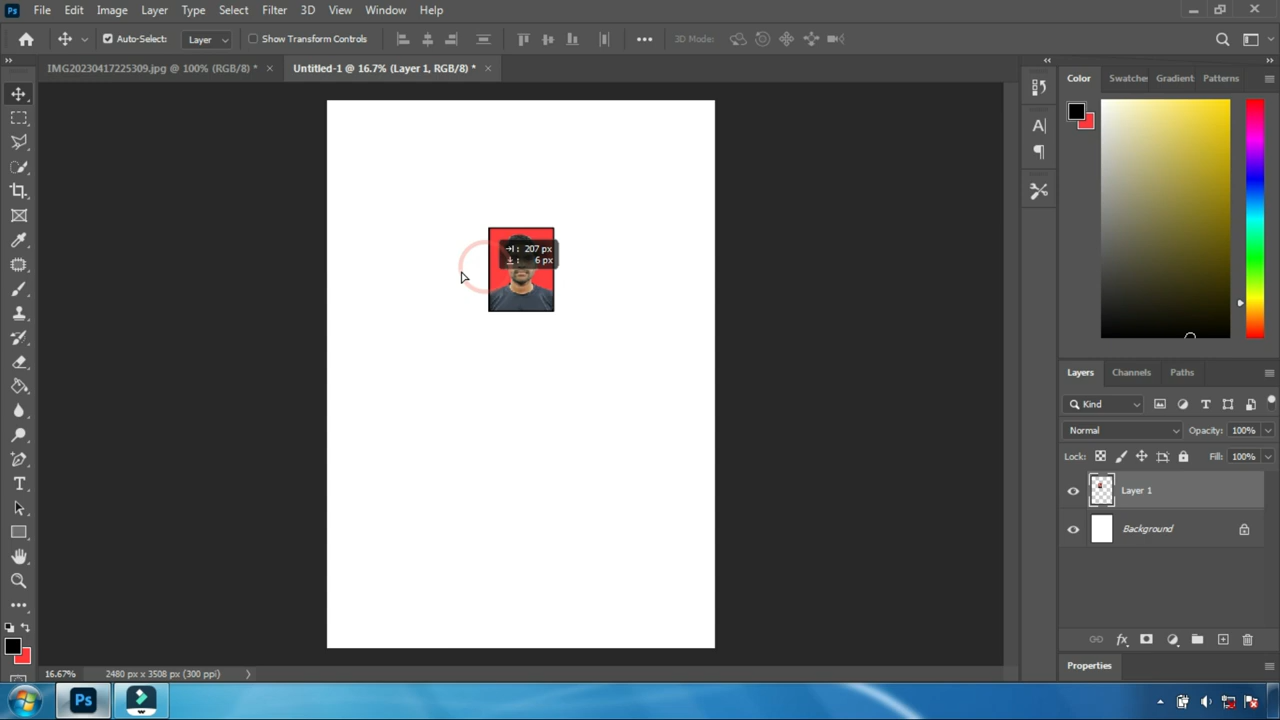 Ps File Edit Image Layer Type Select Filter 3D View Window Help
Auto-Select: Layer Show Transform Controls 3D Mode:
IMG20230417225309.jpg @ 100% (RGB/8) * × Untitled-1 @ 16.7% (Layer 1, RGB/8) * ×
Color Swatches Gradient Patterns
207 px
6 px
Layers Channels Paths
Kind
Normal Opacity: 100%
Lock: Fill: 100%
Layer 1
Background
Properties
16.67% 2480 px x 3508 px (300 ppi)
Ps